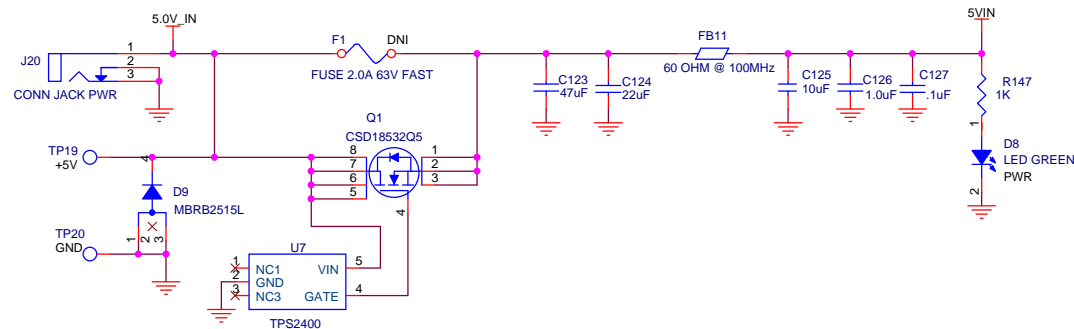 5.0V_IN
5VIN
J20
1
2
3
CONN JACK PWR
F1
DNI
FUSE 2.0A 63V FAST
FB11
60 OHM @ 100MHz
C123
47uF
C124
22uF
C125
10uF
C126
1.0uF
C127
.1uF
R147
1K
1
D8
LED GREEN
PWR
2
Q1
CSD18532Q5
8
7
6
5
1
2
3
4
TP19
+5V
4
D9
MBRB2515L
TP20
GND
1
2
3
U7
1
2
3
NC1
GND
NC3
VIN
GATE
5
4
TPS2400